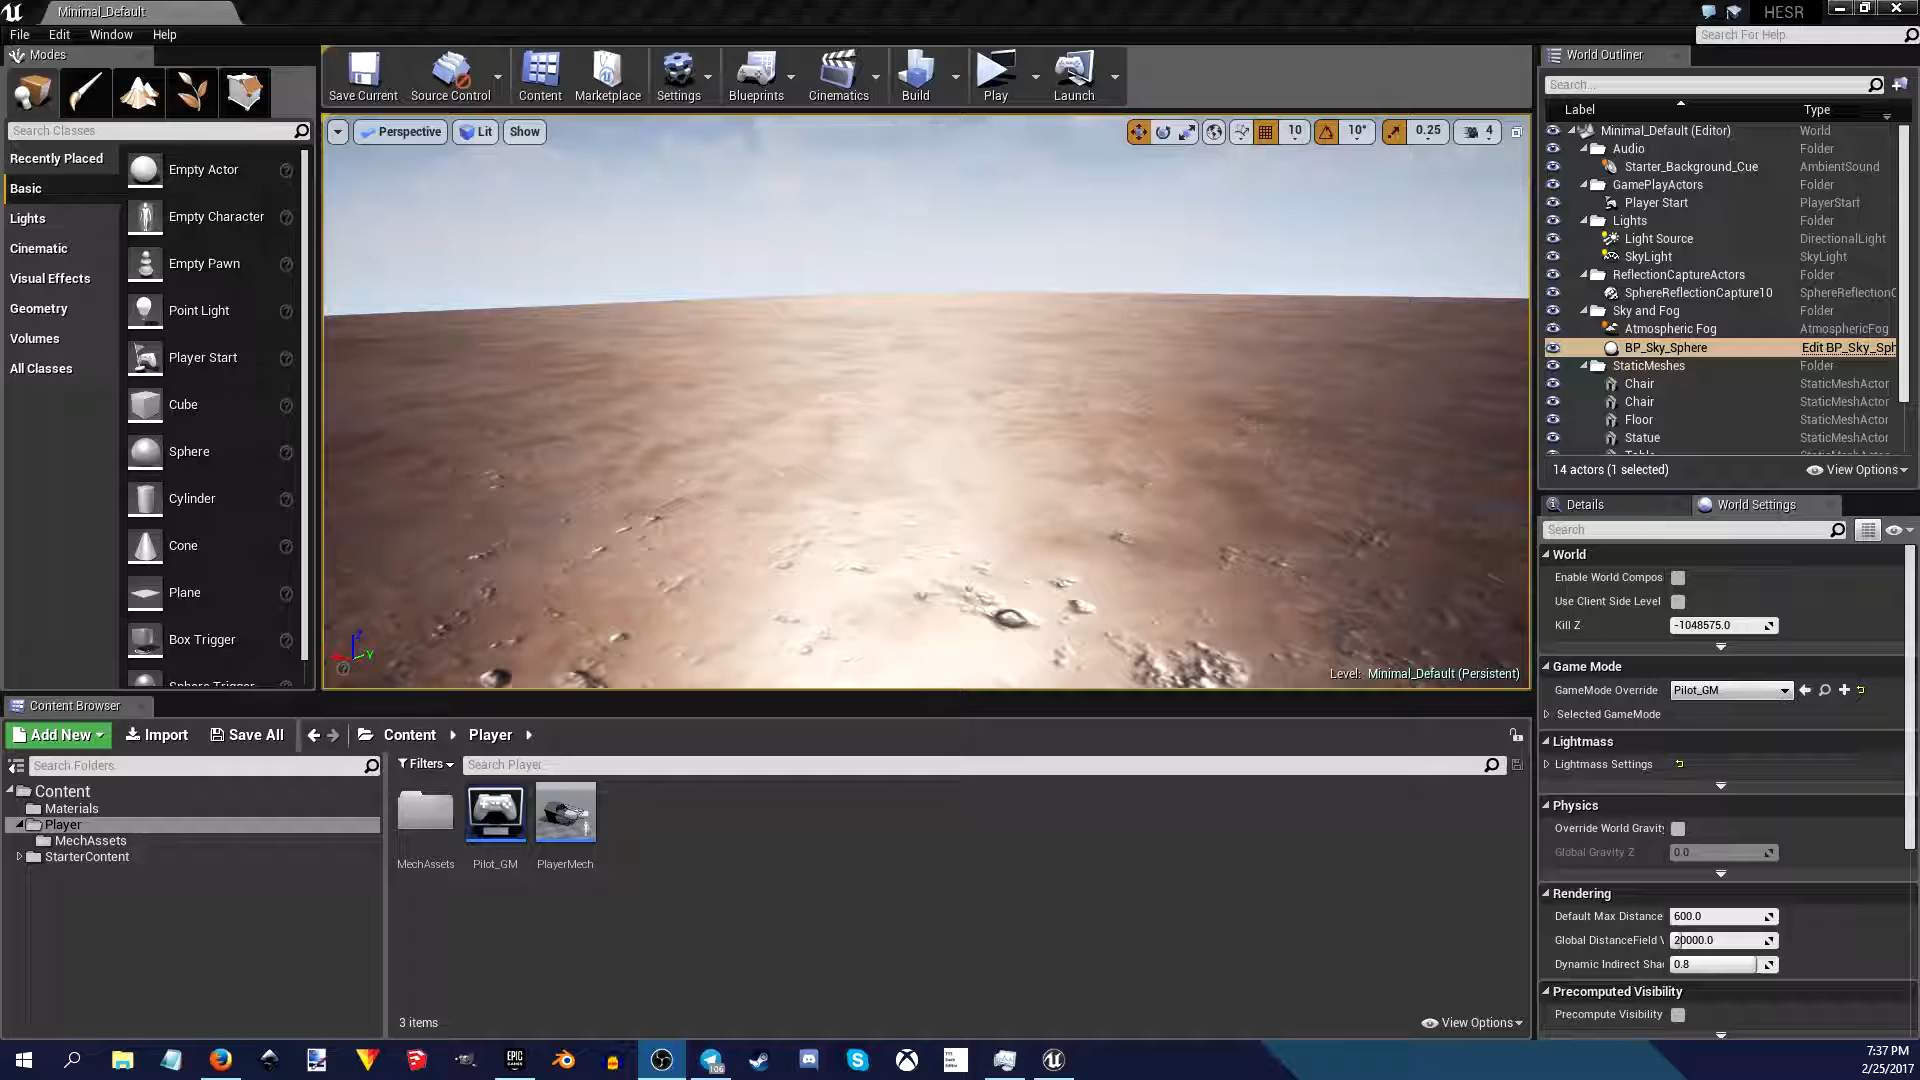 Minimal_Default
HESR
File Edit Window Help
Search For Help
Modes
Search Classes
Recently Placed
Basic
Lights
Cinematic
Visual Effects
Geometry
Volumes
All Classes
Empty Actor
Empty Character
Empty Pawn
Point Light
Player Start
Cube
Sphere
Cylinder
Cone
Plane
Box Trigger
Sphere Trigger
Save Current Source Control Content Marketplace Settings Blueprints Cinematics Build Play Launch
Perspective Lit Show
10 10° 0.25 4
Level: Minimal_Default (Persistent)
World Outliner
Search...
Label Type
Minimal_Default (Editor) World
Audio Folder
Starter_Background_Cue AmbientSound
GamePlayActors Folder
Player Start PlayerStart
Lights Folder
Light Source DirectionalLight
SkyLight SkyLight
ReflectionCaptureActors Folder
SphereReflectionCapture10 SphereReflectionC
Sky and Fog Folder
Atmospheric Fog AtmosphericFog
BP_Sky_Sphere Edit BP_Sky_Sph
StaticMeshes Folder
Chair StaticMeshActor
Chair StaticMeshActor
Floor StaticMeshActor
Statue StaticMeshActor
14 actors (1 selected) View Options
Details World Settings
Search
World
Enable World Compos
Use Client Side Level
Kill Z -1048575.0
Game Mode
GameMode Override Pilot_GM
Selected GameMode
Lightmass
Lightmass Settings
Physics
Override World Gravity
Global Gravity Z 0.0
Rendering
Default Max Distance 600.0
Global DistanceField V 20000.0
Dynamic Indirect Sha 0.8
Precomputed Visibility
Precompute Visibility
Content Browser
Add New Import Save All Content Player
Search Folders
Filters Search Player
Content
Materials
Player
MechAssets
StarterContent
MechAssets Pilot_GM PlayerMech
3 items View Options
EPIC GAMES
106
7:37 PM
2/25/2017